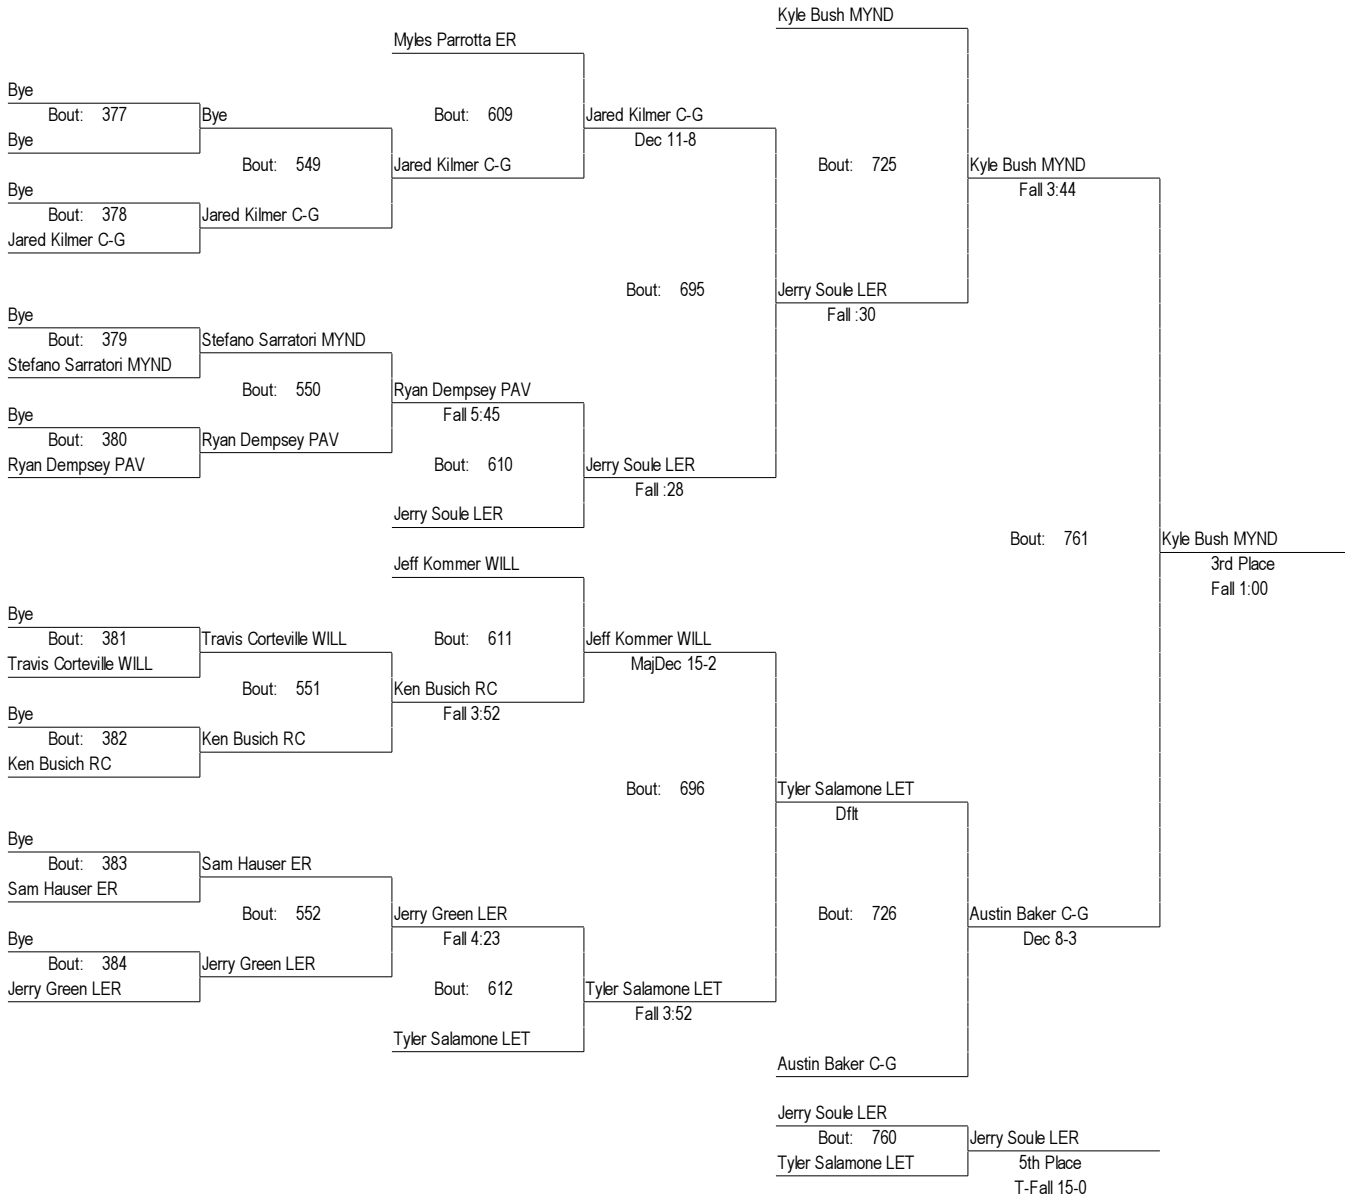 Kyle Bush MYND
Myles Parrotta ER
Bye
Bout: 377
Bye
Bout: 609
Jared Kilmer C-G
Bye
Dec 11-8
Bout: 549
Jared Kilmer C-G
Bout: 725
Kyle Bush MYND
Bye
Fall 3:44
Bout: 378
Jared Kilmer C-G
Jared Kilmer C-G
Bout: 695
Jerry Soule LER
Bye
Fall :30
Bout: 379
Stefano Sarratori MYND
Stefano Sarratori MYND
Bout: 550
Ryan Dempsey PAV
Bye
Fall 5:45
Bout: 380
Ryan Dempsey PAV
Ryan Dempsey PAV
Bout: 610
Jerry Soule LER
Fall :28
Jerry Soule LER
Bout: 761
Kyle Bush MYND
Jeff Kommer WILL
3rd Place
Fall 1:00
Bye
Bout: 381
Travis Corteville WILL
Bout: 611
Jeff Kommer WILL
Travis Corteville WILL
MajDec 15-2
Bout: 551
Ken Busich RC
Bye
Fall 3:52
Bout: 382
Ken Busich RC
Ken Busich RC
Bout: 696
Tyler Salamone LET
Dflt
Bye
Bout: 383
Sam Hauser ER
Sam Hauser ER
Bout: 552
Jerry Green LER
Bout: 726
Austin Baker C-G
Bye
Fall 4:23
Dec 8-3
Bout: 384
Jerry Green LER
Jerry Green LER
Bout: 612
Tyler Salamone LET
Fall 3:52
Tyler Salamone LET
Austin Baker C-G
Jerry Soule LER
Bout: 760
Jerry Soule LER
Tyler Salamone LET
5th Place
T-Fall 15-0